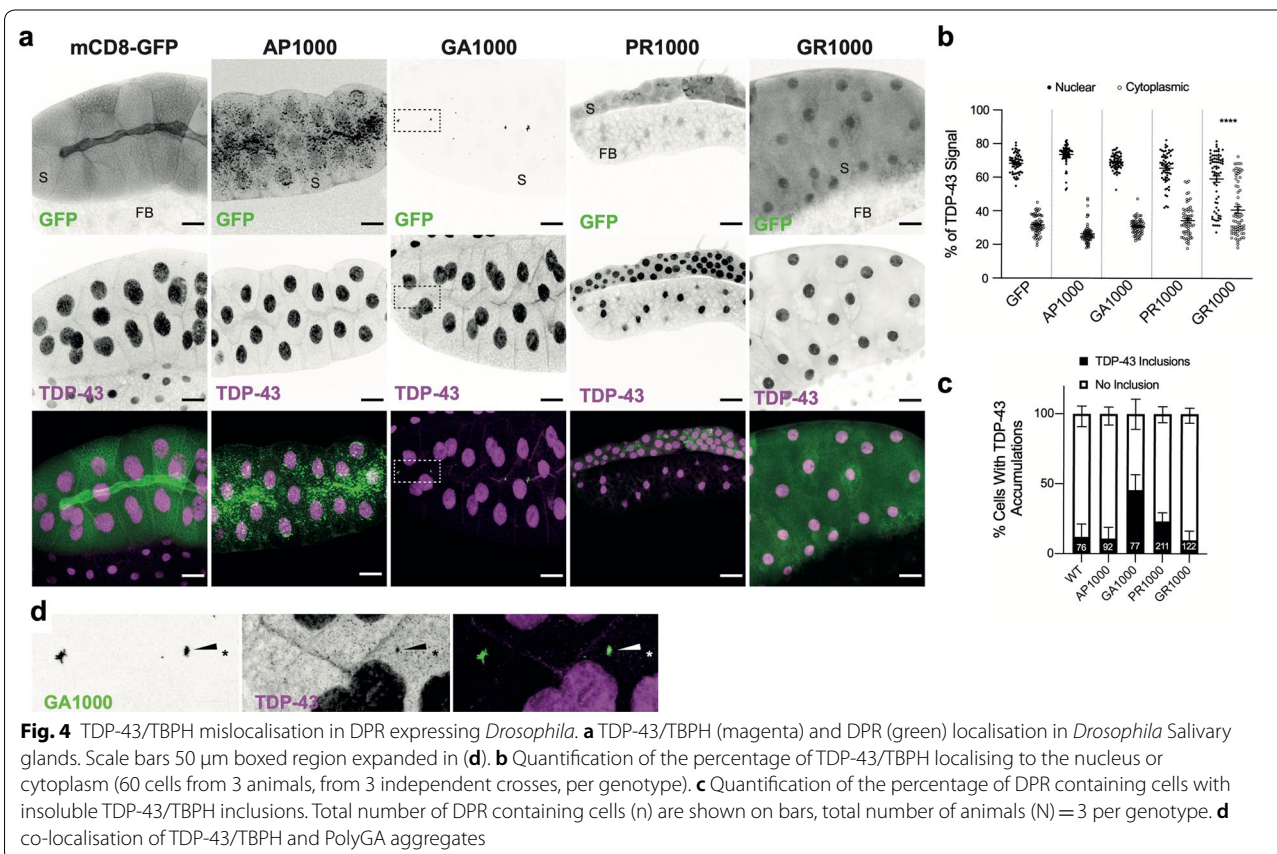 a
mCD8-GFP AP1000 GA1000 PR1000 GR1000
S GFP FB
GFP S
S
S FB GFP
S GFP FB
TDP-43 TDP-43 TDP-43 TDP-43 TDP-43
b
• Nuclear ◦ Cytoplasmic
****
% of TDP-43 Signal
100
80
60
40
20
0
GFP AP1000 GA1000 PR1000 GR1000
c
■ TDP-43 Inclusions
□ No Inclusion
% Cells With TDP-43
Accumulations
100
50
0
76 92 77 211 122
WT AP1000 GA1000 PR1000 GR1000
d
GA1000 * TDP-43 * *
Fig. 4 TDP-43/TBPH mislocalisation in DPR expressing Drosophila. a TDP-43/TBPH (magenta) and DPR (green) localisation in Drosophila Salivary
glands. Scale bars 50 µm boxed region expanded in (d). b Quantification of the percentage of TDP-43/TBPH localising to the nucleus or
cytoplasm (60 cells from 3 animals, from 3 independent crosses, per genotype). c Quantification of the percentage of DPR containing cells with
insoluble TDP-43/TBPH inclusions. Total number of DPR containing cells (n) are shown on bars, total number of animals (N) = 3 per genotype. d
co-localisation of TDP-43/TBPH and PolyGA aggregates